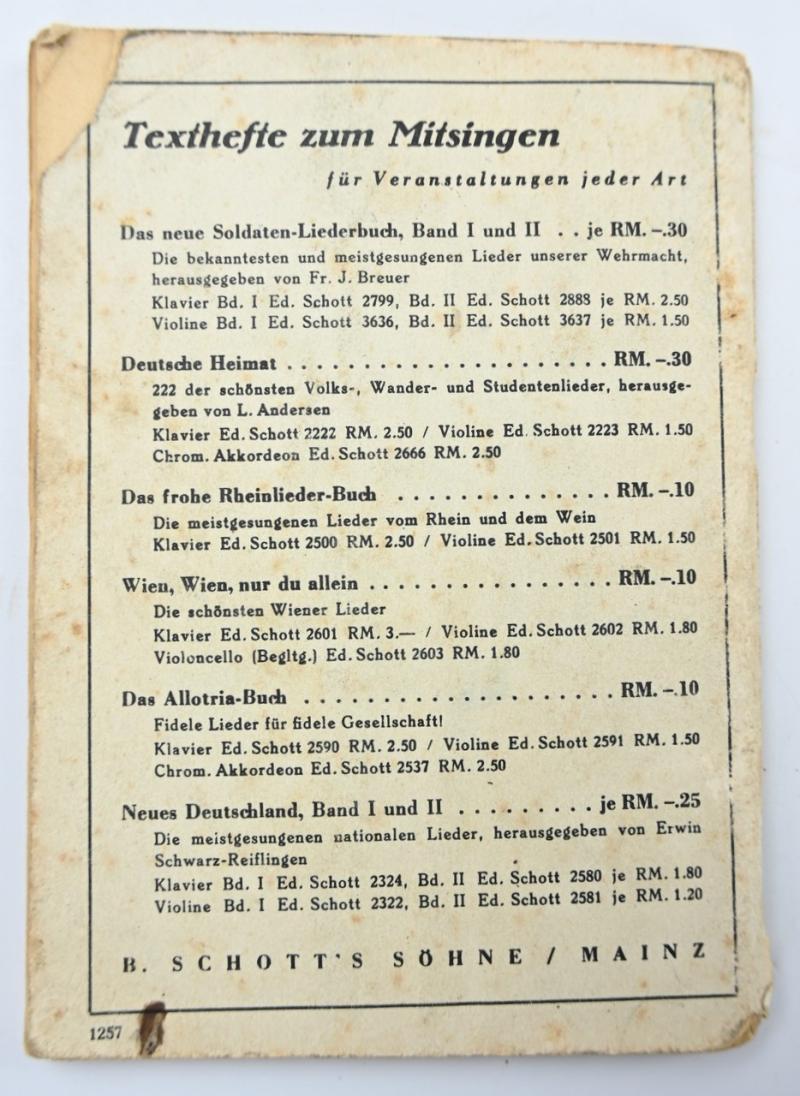 Texthefte zum Mitsingen
für Veranstaltungen jeder Art
Das neue Soldaten-Liederbuch, Band I und II . . je RM. –.30
Die bekanntesten und meistgesungenen Lieder unserer Wehrmacht,
herausgegeben von Fr. J. Breuer
Klavier Bd. I Ed. Schott 2799, Bd. II Ed. Schott 2888 je RM. 2.50
Violine Bd. I Ed. Schott 3636, Bd. II Ed. Schott 3637 je RM. 1.50
Deutsche Heimat . . . . . . . . . . . . . . . . . . . . . RM. –.30
222 der schönsten Volks-, Wander- und Studentenlieder, herausge-
geben von L. Andersen
Klavier Ed. Schott 2222 RM. 2.50 / Violine Ed. Schott 2223 RM. 1.50
Chrom. Akkordeon Ed. Schott 2666 RM. 2.50
Das frohe Rheinlieder-Buch . . . . . . . . . . . . . . RM. –.10
Die meistgesungenen Lieder vom Rhein und dem Wein
Klavier Ed. Schott 2500 RM. 2.50 / Violine Ed. Schott 2501 RM. 1.50
Wien, Wien, nur du allein . . . . . . . . . . . . . . . . RM. –.10
Die schönsten Wiener Lieder
Klavier Ed. Schott 2601 RM. 3.— / Violine Ed. Schott 2602 RM. 1.80
Violoncello (Begltg.) Ed. Schott 2603 RM. 1.80
Das Allotria-Buch . . . . . . . . . . . . . . . . . . . . RM. –.10
Fidele Lieder für fidele Gesellschaft!
Klavier Ed. Schott 2590 RM. 2.50 / Violine Ed. Schott 2591 RM. 1.50
Chrom. Akkordeon Ed. Schott 2537 RM. 2.50
Neues Deutschland, Band I und II . . . . . . . . . je RM. –.25
Die meistgesungenen nationalen Lieder, herausgegeben von Erwin
Schwarz-Reiflingen
Klavier Bd. I Ed. Schott 2324, Bd. II Ed. Schott 2580 je RM. 1.80
Violine Bd. I Ed. Schott 2322, Bd. II Ed. Schott 2581 je RM. 1.20
B. SCHOTT'S SÖHNE / MAINZ
1257